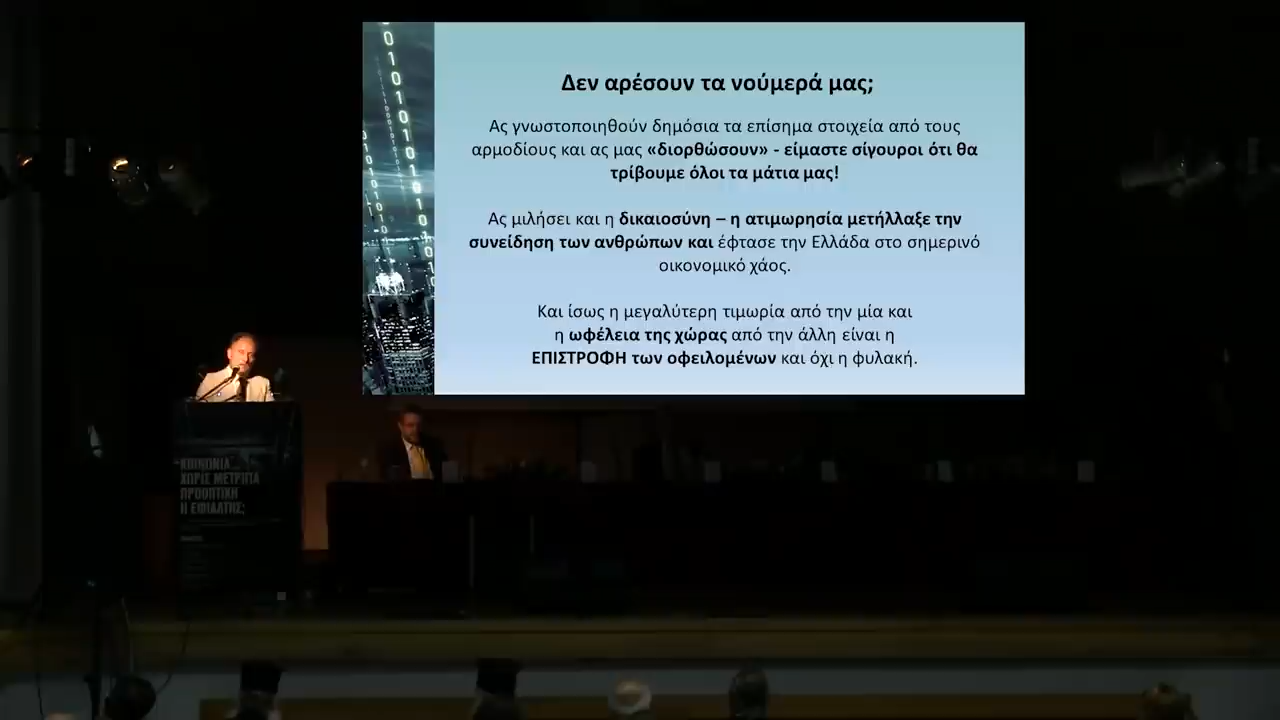 Δεν αρέσουν τα νούμερά μας;
Ας γνωστοποιηθούν δημόσια τα επίσημα στοιχεία από τους
αρμοδίους και ας μας «διορθώσουν» - είμαστε σίγουροι ότι θα
τρίβουμε όλοι τα μάτια μας!
Ας μιλήσει και η δικαιοσύνη – η ατιμωρησία μετήλλαξε την
συνείδηση των ανθρώπων και έφτασε την Ελλάδα στο σημερινό
οικονομικό χάος.
Και ίσως η μεγαλύτερη τιμωρία από την μία και
η ωφέλεια της χώρας από την άλλη είναι η
ΕΠΙΣΤΡΟΦΗ των οφειλομένων και όχι η φυλακή.
ΚΟΙΝΩΝΙΑ
ΧΩΡΙΣ ΜΕΤΡΗΤΑ
ΠΡΟΟΠΤΙΚΗ
Η ΕΦΙΑΛΤΗΣ;